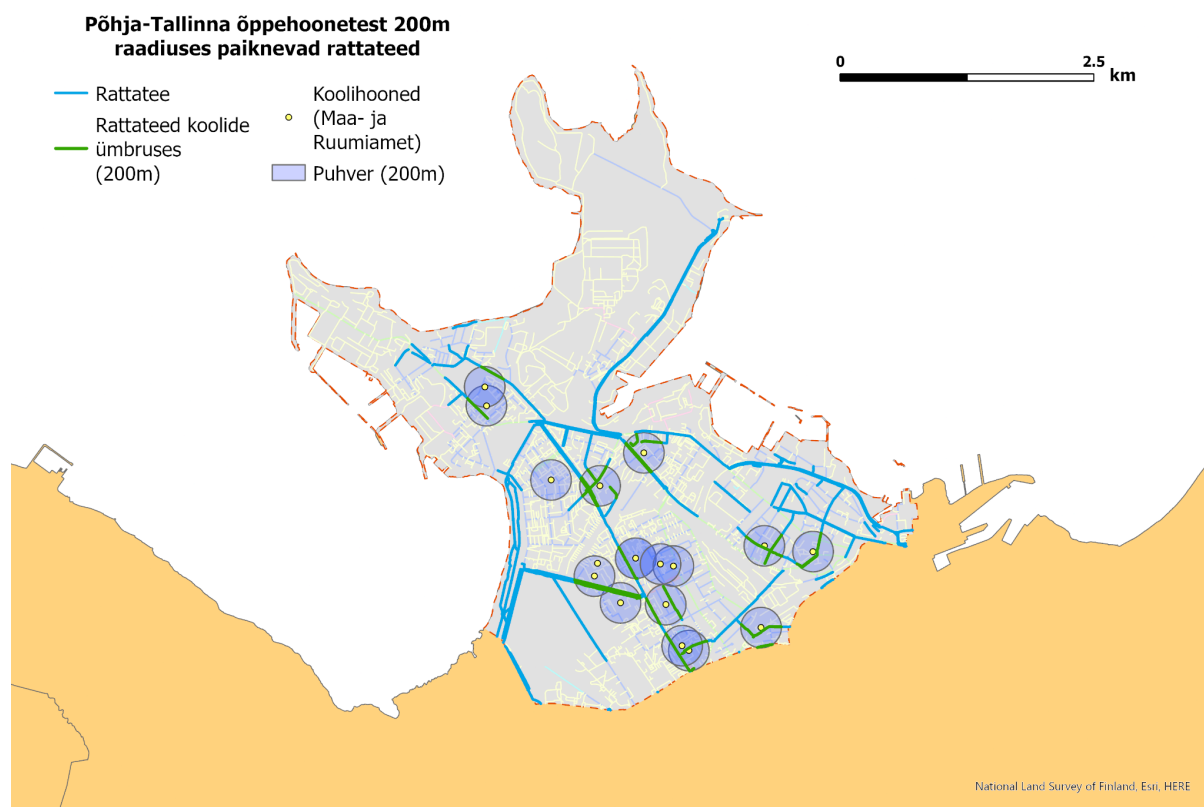 Põhja-Tallinna õppehoonetest 200m
raadiuses paiknevad rattateed
Rattatee
Rattateed koolide
ümbruses
(200m)
Koolihooned
(Maa- ja
Ruumiamet)
Puhver (200m)
0
2.5
km
National Land Survey of Finland, Esri, HERE